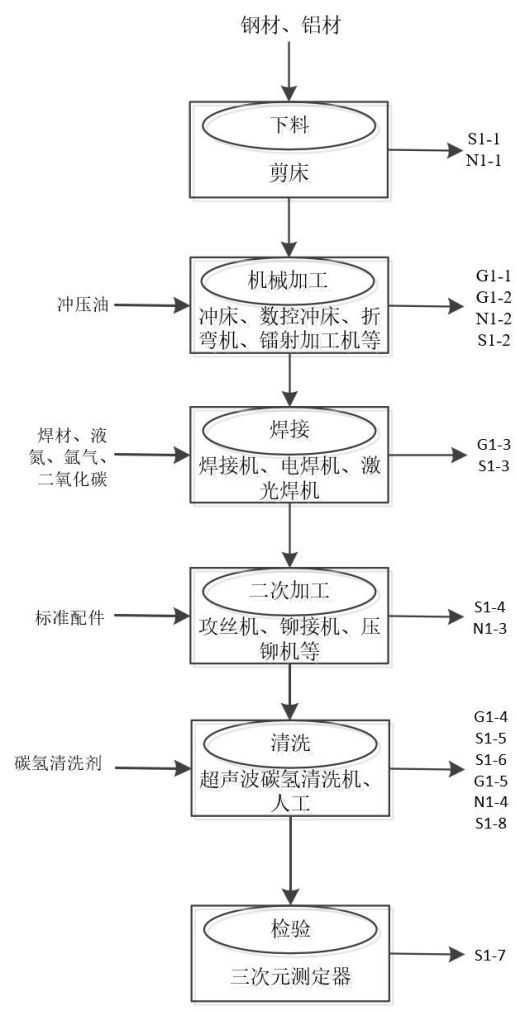 钢材、铝材
下料
剪床
S1-1
N1-1
机械加工
冲床、数控冲床、折
弯机、镭射加工机等
冲压油
G1-1
G1-2
N1-2
S1-2
焊接
焊接机、电焊机、激
光焊机
焊材、液
氮、氩气、
二氧化碳
G1-3
S1-3
二次加工
攻丝机、铆接机、压
铆机等
标准配件
S1-4
N1-3
清洗
超声波碳氢清洗机、
人工
碳氢清洗剂
G1-4
S1-5
S1-6
G1-5
N1-4
S1-8
检验
三次元测定器
S1-7